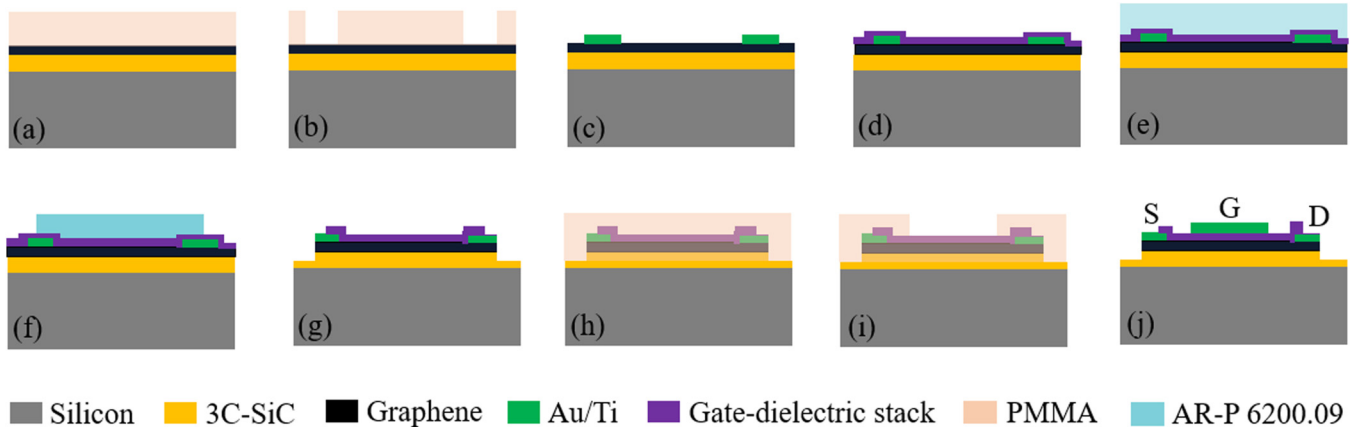 (a) (b) (c) (d) (e)
S G D
(f) (g) (h) (i) (j)
Silicon 3C-SiC Graphene Au/Ti Gate-dielectric stack PMMA AR-P 6200.09